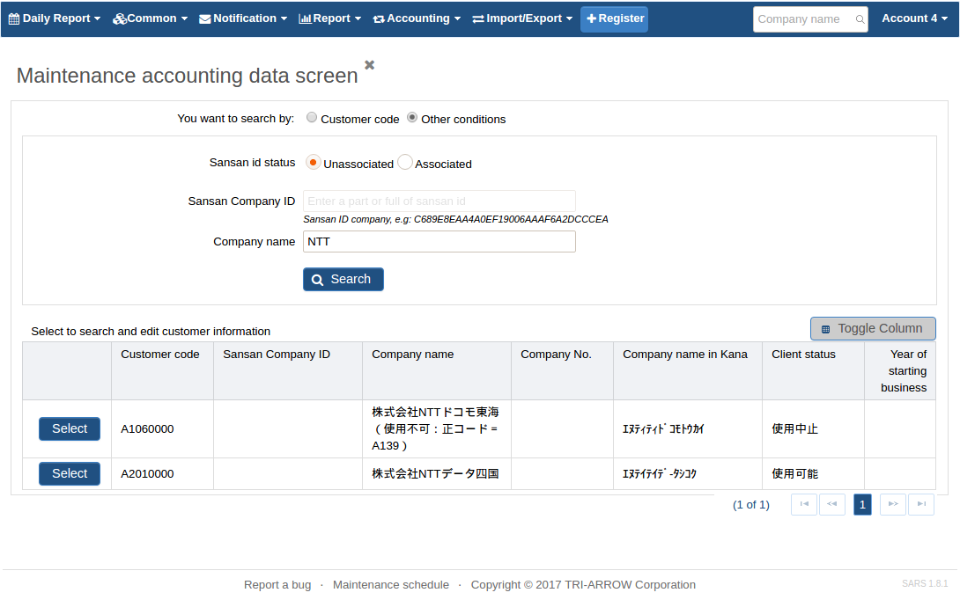 Daily Report Common Notification Report Accounting Import/Export Register Company name Account 4
Maintenance accounting data screen
You want to search by: Customer code Other conditions
Sansan id status Unassociated Associated
Sansan Company ID Enter a part or full of sansan id
Sansan ID company, e.g: C689E8EAA4A0EF19006AAAF6A2DCCCEA
Company name NTT
Search
Select to search and edit customer information
Toggle Column
Customer code Sansan Company ID Company name Company No. Company name in Kana Client status Year of
starting
business
株式会社NTTドコモ東海
Select A1060000 （使用不可：正コード＝ ｴﾇﾃｨﾃｨﾄﾞｺﾓﾄｳｶｲ 使用中止
A139）
Select A2010000 株式会社NTTデータ四国 ｴﾇﾃｲﾃｲﾃﾞ-ﾀｼｺｸ 使用可能
(1 of 1) 1
Report a bug · Maintenance schedule · Copyright © 2017 TRI-ARROW Corporation SARS 1.8.1